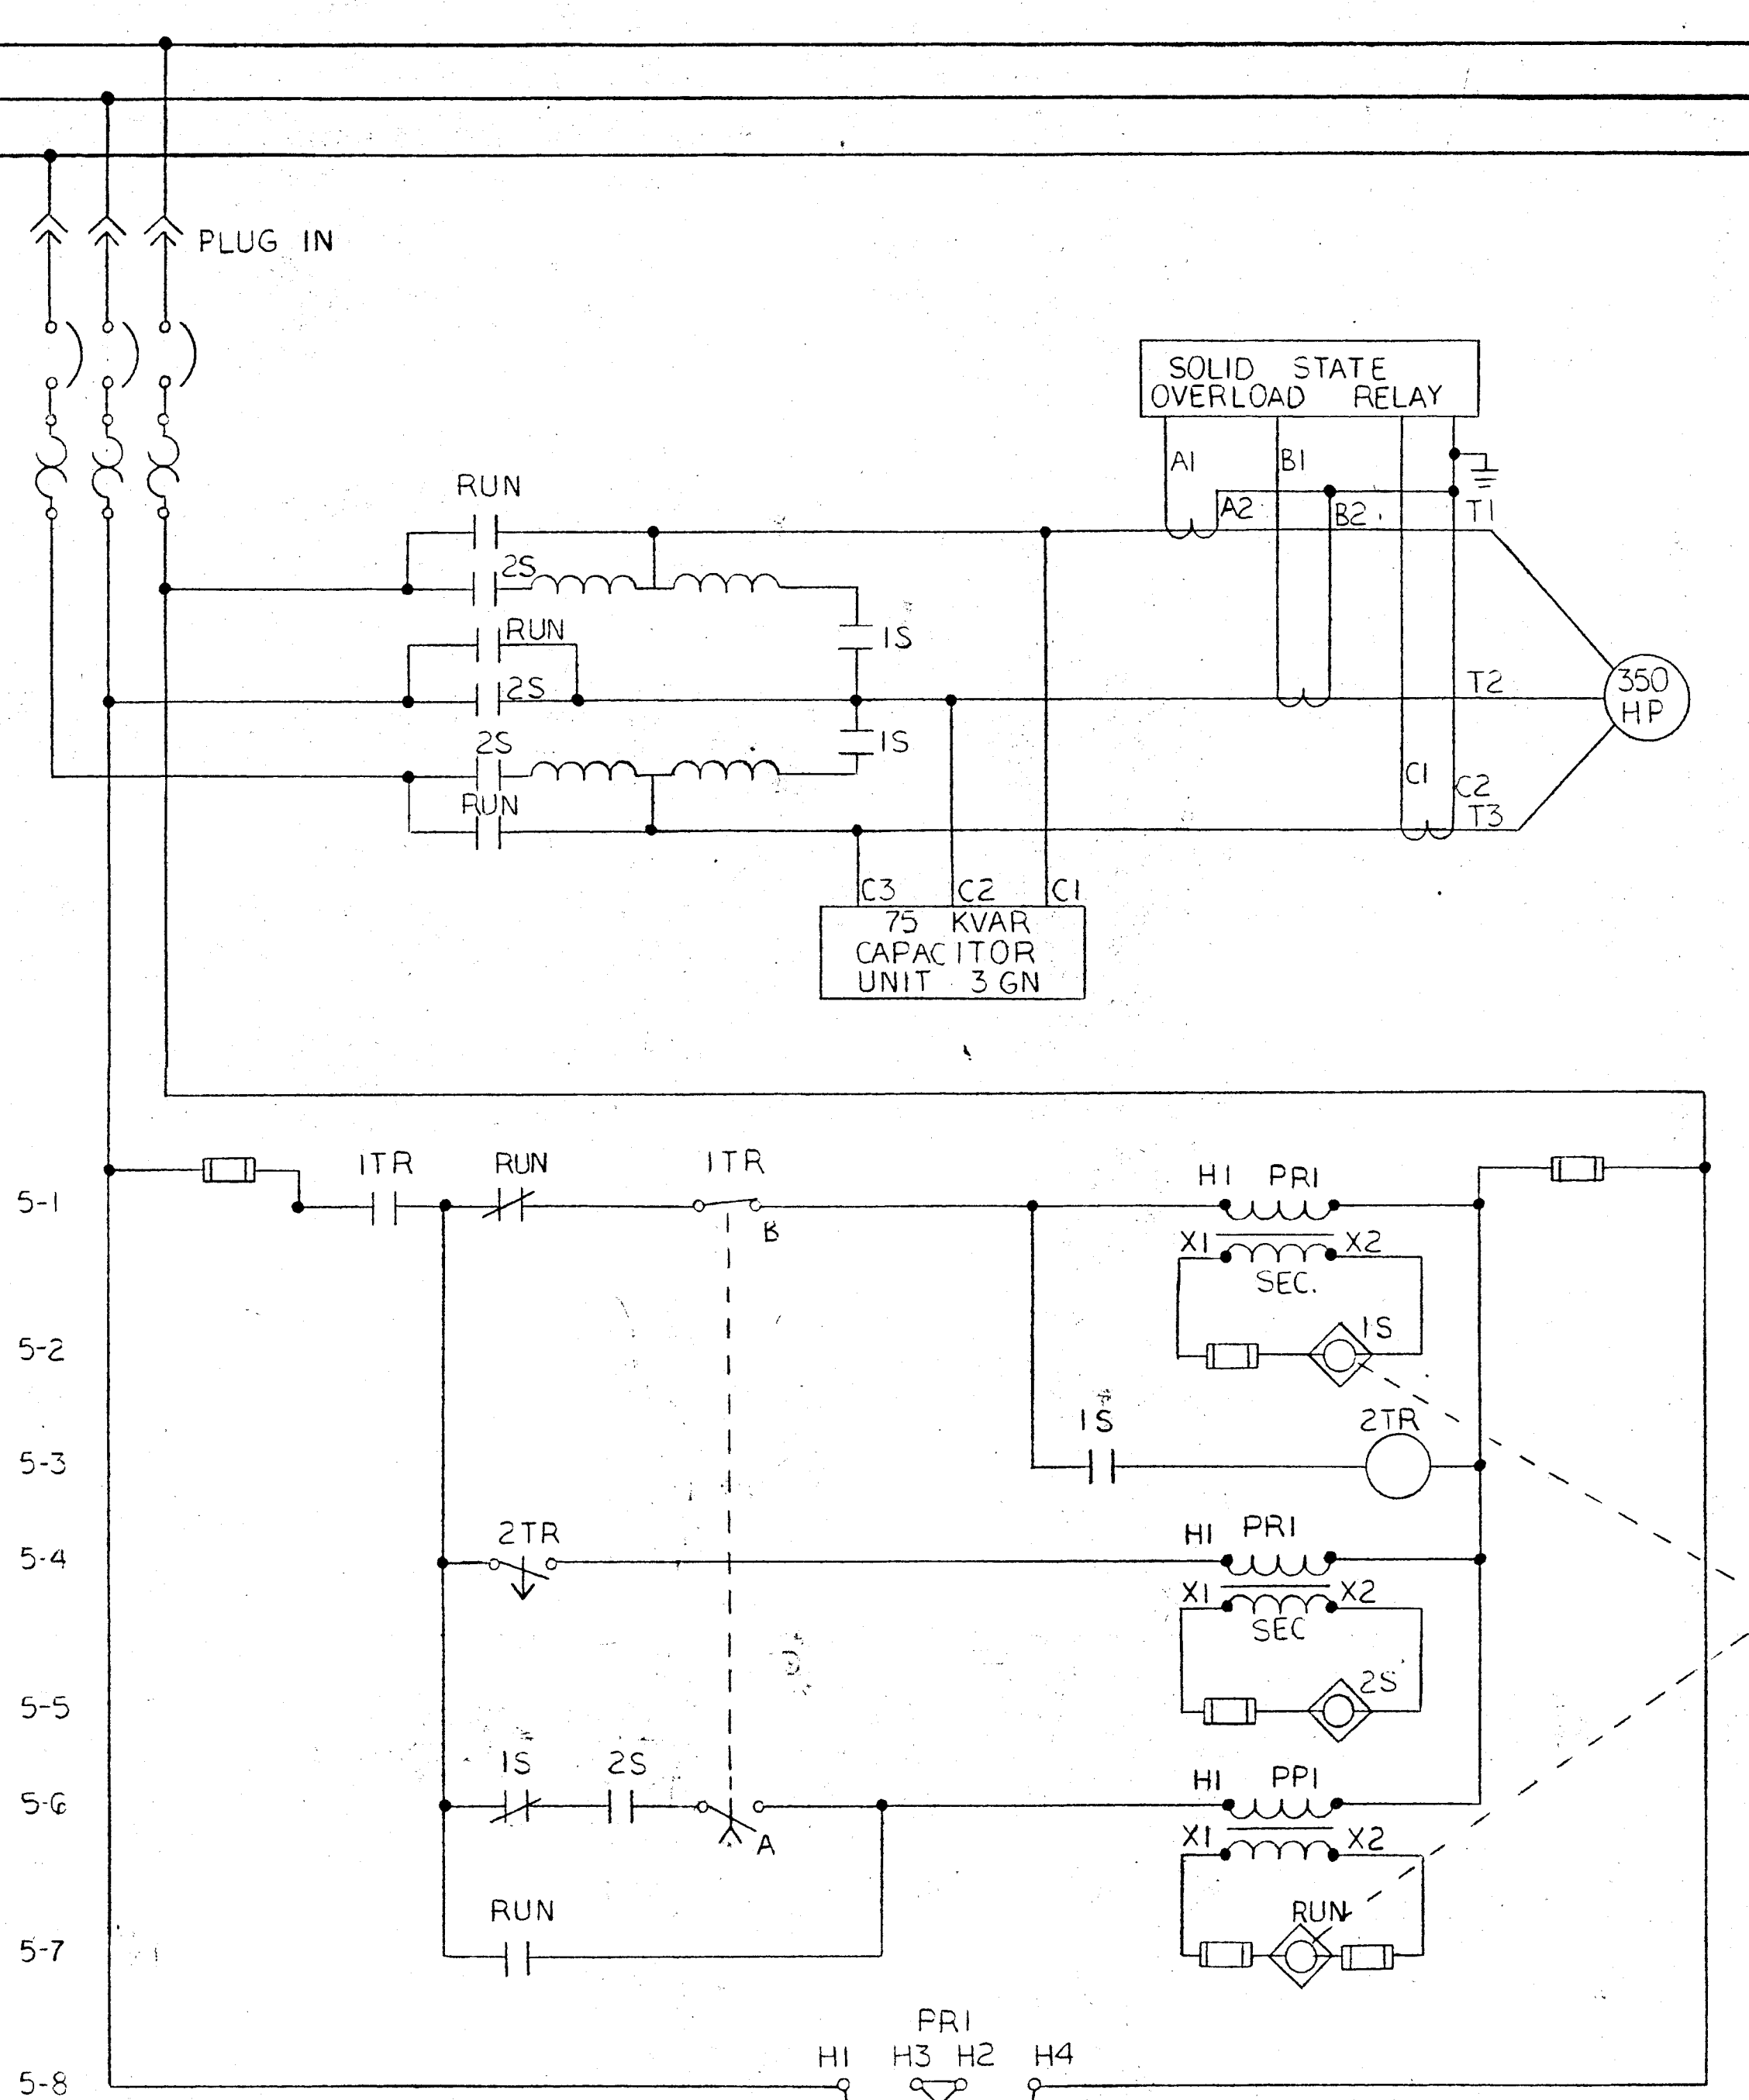 PLUG IN
SOLID STATE
OVERLOAD RELAY
A1
B1
A2
B2
T1
RUN
2S
RUN
1S
2S
T2
350
HP
2S
1S
RUN
C1
C2
T3
C3
C2
C1
75 KVAR
CAPACITOR
UNIT 3 GN
1TR
RUN
1TR
H1
PRI
5-1
B
X1
X2
SEC.
5-2
1S
1S
2TR
5-3
2TR
H1
PRI
5-4
X1
X2
SEC
5-5
2S
1S
2S
H1
PPI
5-6
A
X1
X2
RUN
RUN
5-7
PRI
H1 H3 H2 H4
5-8